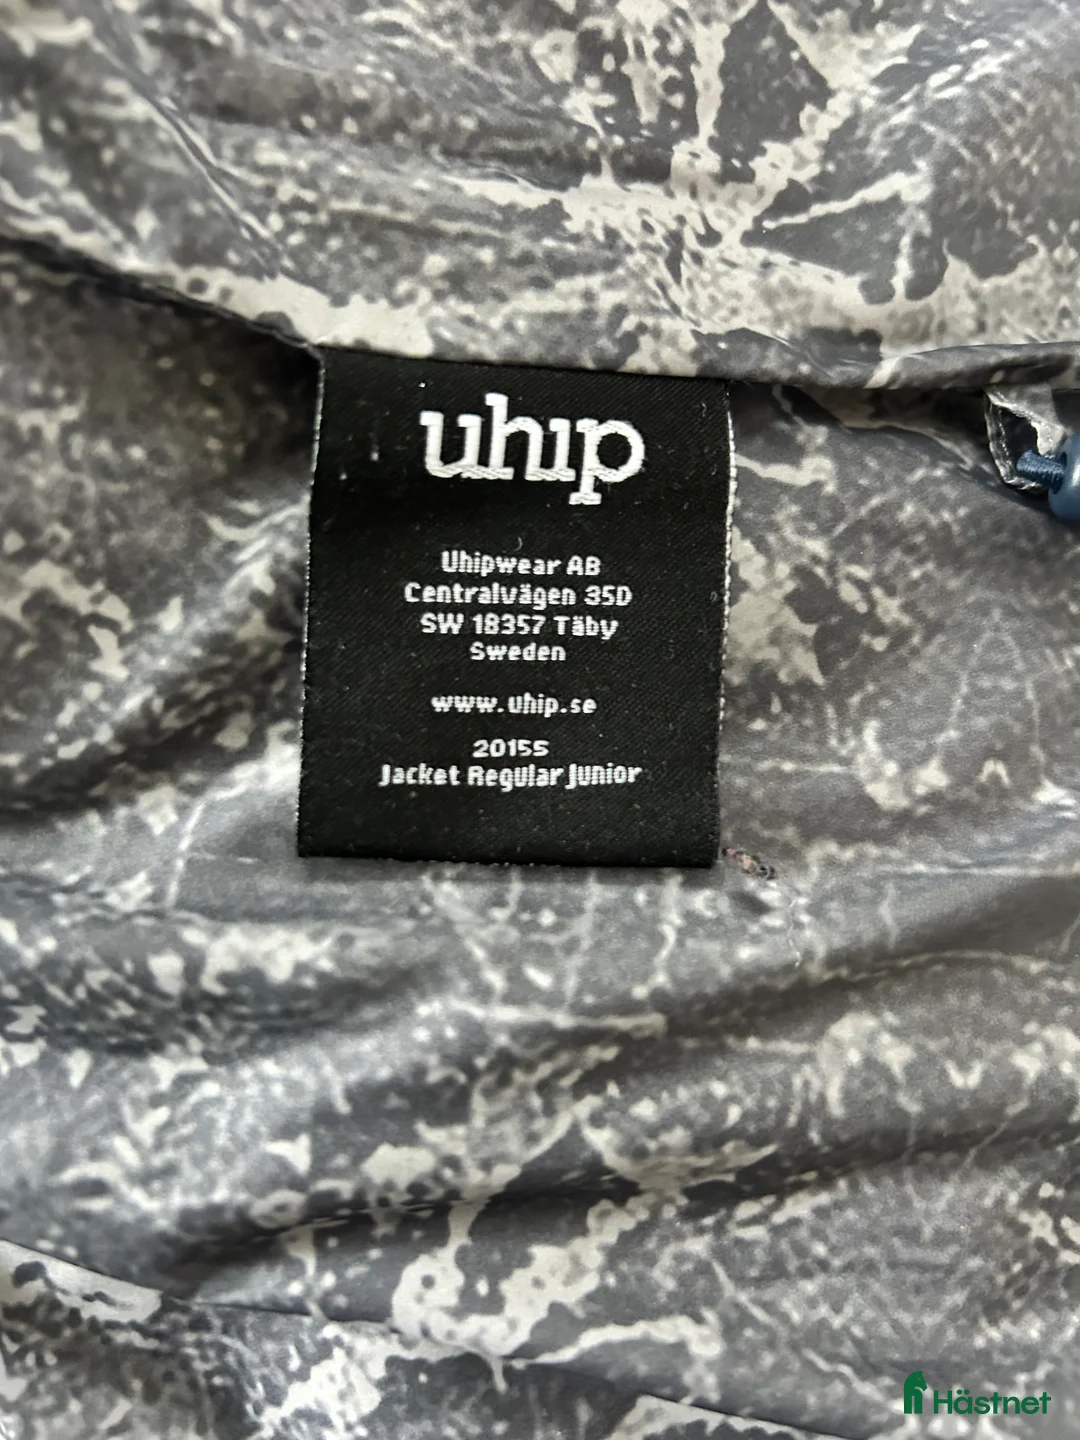 uhip
Uhipwear AB
Centralvägen 35D
SW 18357 Täby
Sweden
www.uhip.se
20155
Jacket Regular Junior
Hästnet